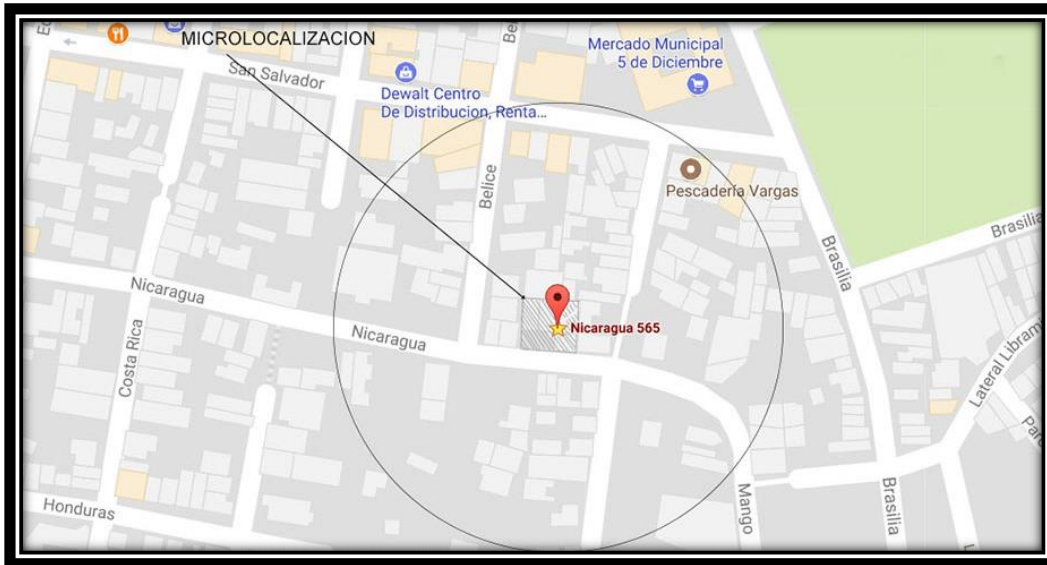 MICROLOCALIZACION
San Salvador
Dewalt Centro
De Distribucion, Renta...
Mercado Municipal
5 de Diciembre
Belice
Pescadería Vargas
Brasilia
Brasilia
Nicaragua
Nicaragua
Nicaragua 565
Costa Rica
Lateral
Mango
Brasilia
Honduras